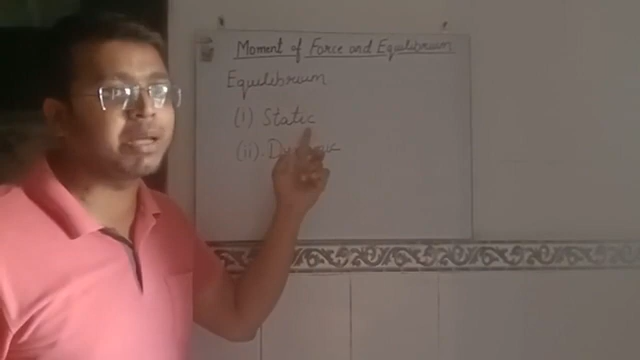 Moment of Force and Equilibrium
Equilibrium
(i) Static
(ii).